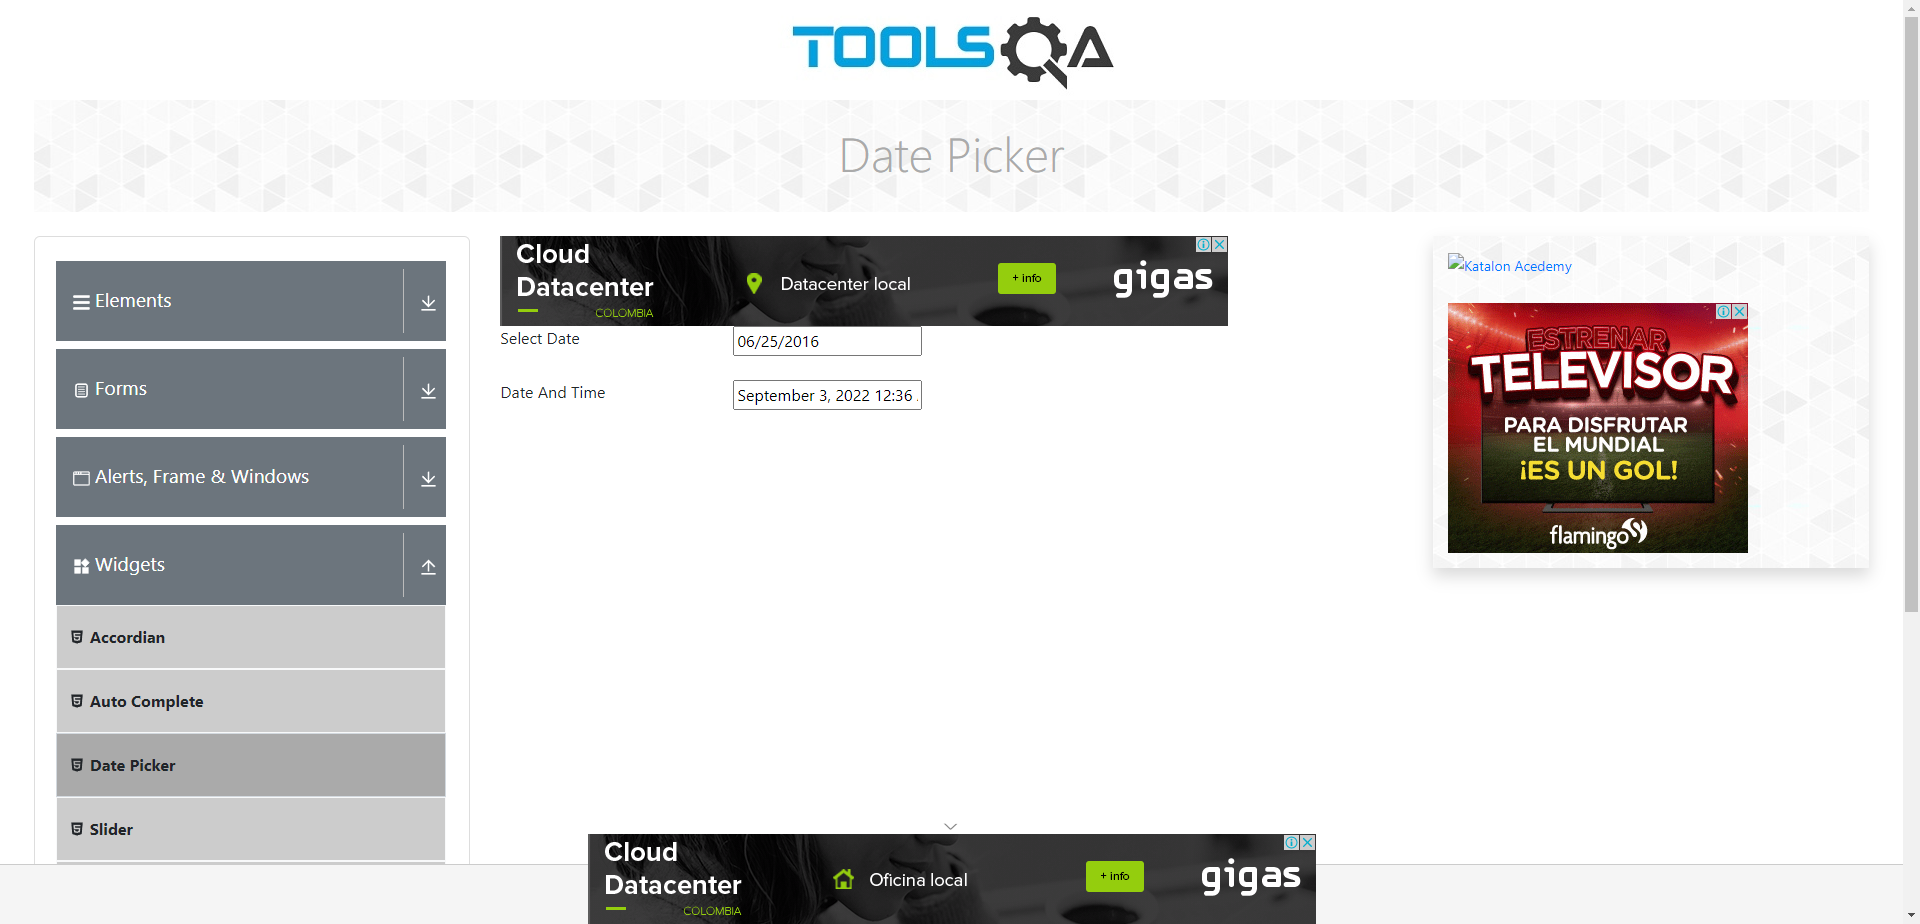 TOOLSQA
Date Picker
Elements
Forms
Alerts, Frame & Windows
Widgets
Accordian
Auto Complete
Date Picker
Slider
Cloud
Datacenter
COLOMBIA
Datacenter local
+ info
gigas
Select Date
06/25/2016
Date And Time
September 3, 2022 12:36
Katalon Acedemy
ESTRENAR
TELEVISOR
PARA DISFRUTAR
EL MUNDIAL
¡ES UN GOL!
flamingo
Cloud
Datacenter
COLOMBIA
Oficina local
+ info
gigas